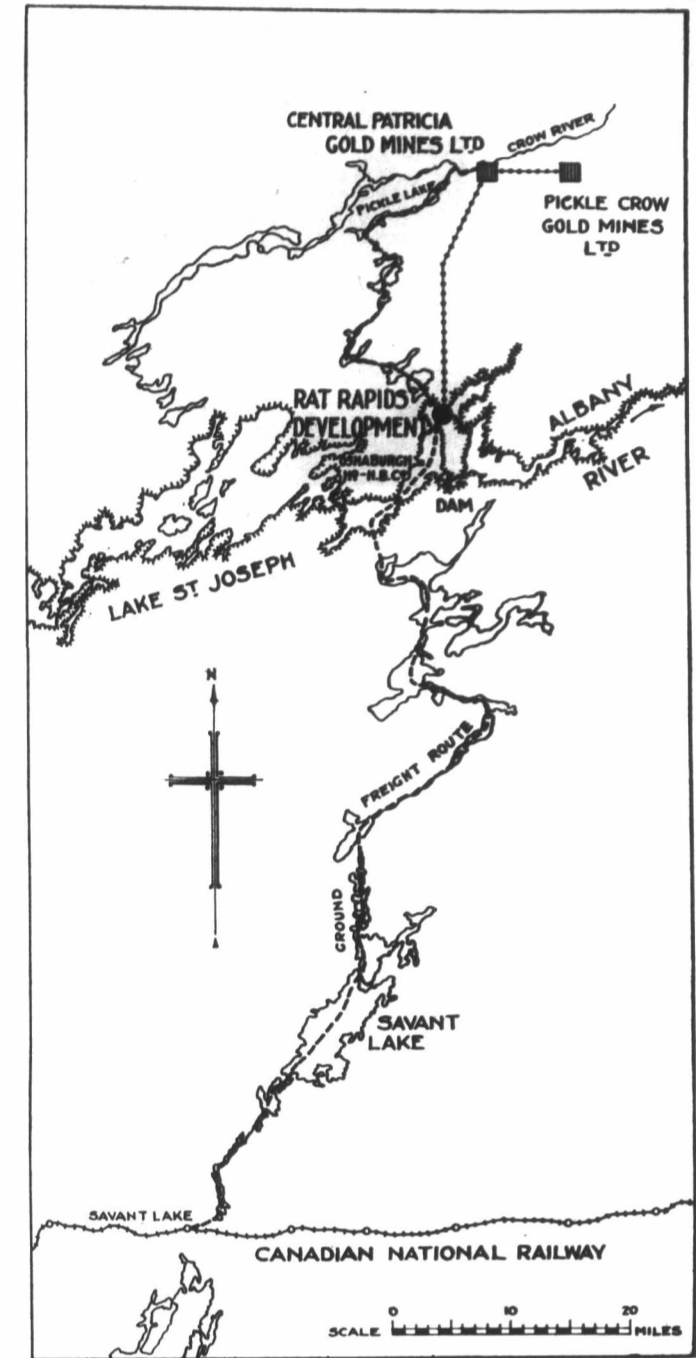 CENTRAL PATRICIA
GOLD MINES LTD
CROW RIVER
PICKLE LAKE
PICKLE CROW
GOLD MINES
LTD
RAT RAPIDS
DEVELOPMENT
ALBANY
RIVER
DAM
LAKE ST. JOSEPH
N
FREIGHT ROUTE
GROUND
SAVANT
LAKE
SAVANT LAKE
CANADIAN NATIONAL RAILWAY
0 10 20
SCALE MILES